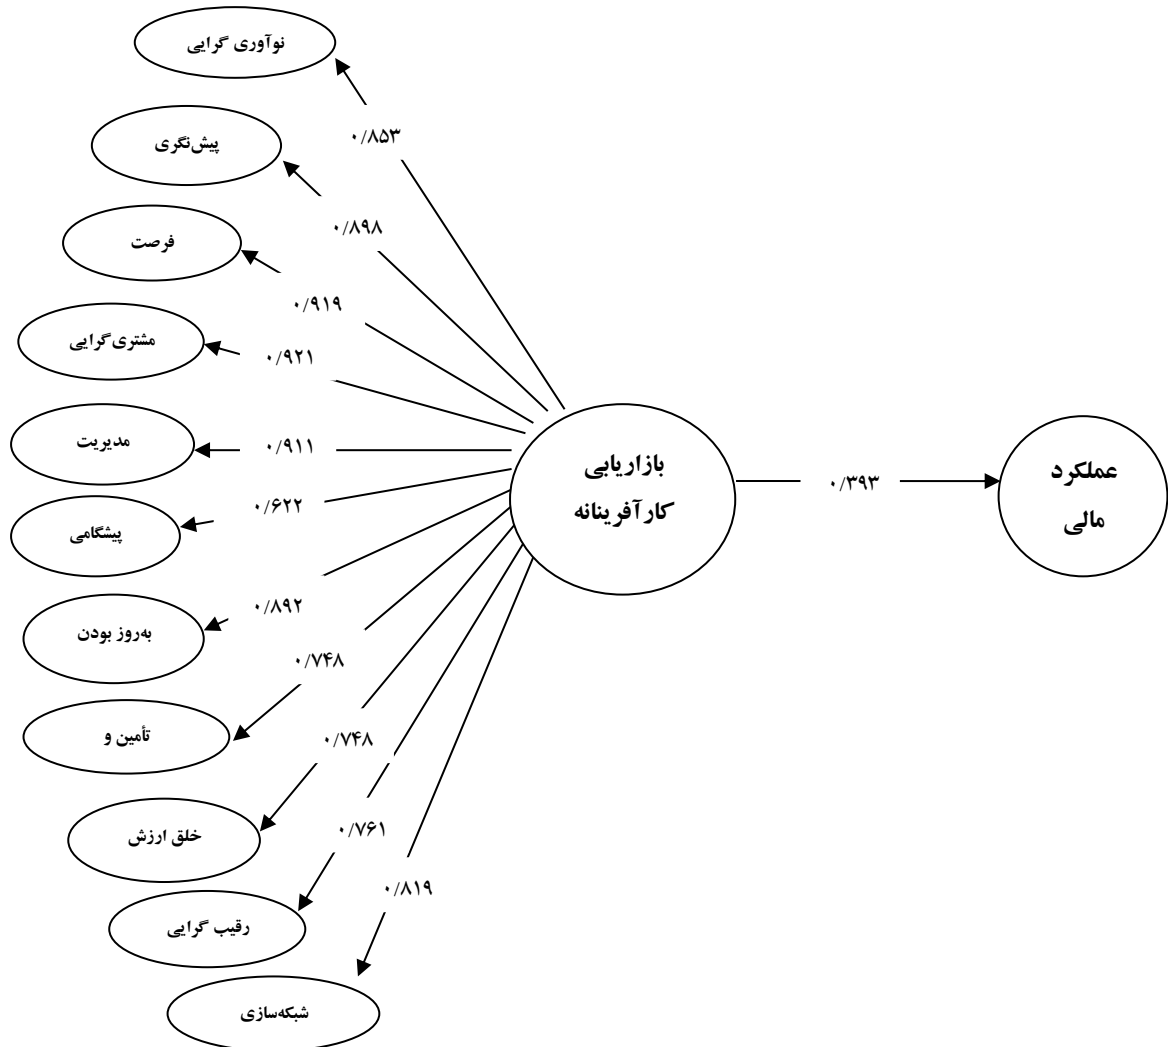 نوآوری گرایی
۰/۸۵۳
پیش‌نگری
۰/۸۹۸
فرصت
۰/۹۱۹
مشتری‌گرایی
۰/۹۲۱
مدیریت
۰/۹۱۱
پیشگامی
۰/۶۲۲
به‌روز بودن
۰/۸۹۲
تأمین و
۰/۷۴۸
خلق ارزش
۰/۷۴۸
رقیب گرایی
۰/۷۶۱
شبکه‌سازی
۰/۸۱۹
بازاریابی
کارآفرینانه
۰/۳۹۳
عملکرد
مالی